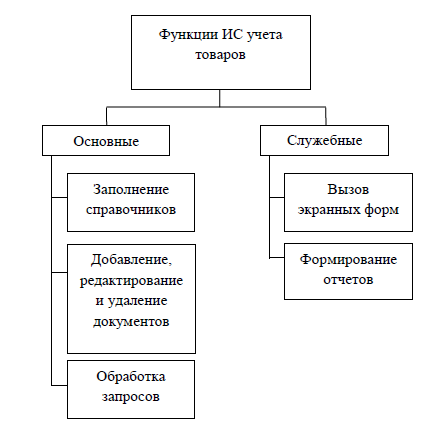 Функции ИС учета
товаров
Основные
Служебные
Заполнение
справочников
Вызов
экранных форм
Добавление,
редактирование
и удаление
документов
Формирование
отчетов
Обработка
запросов